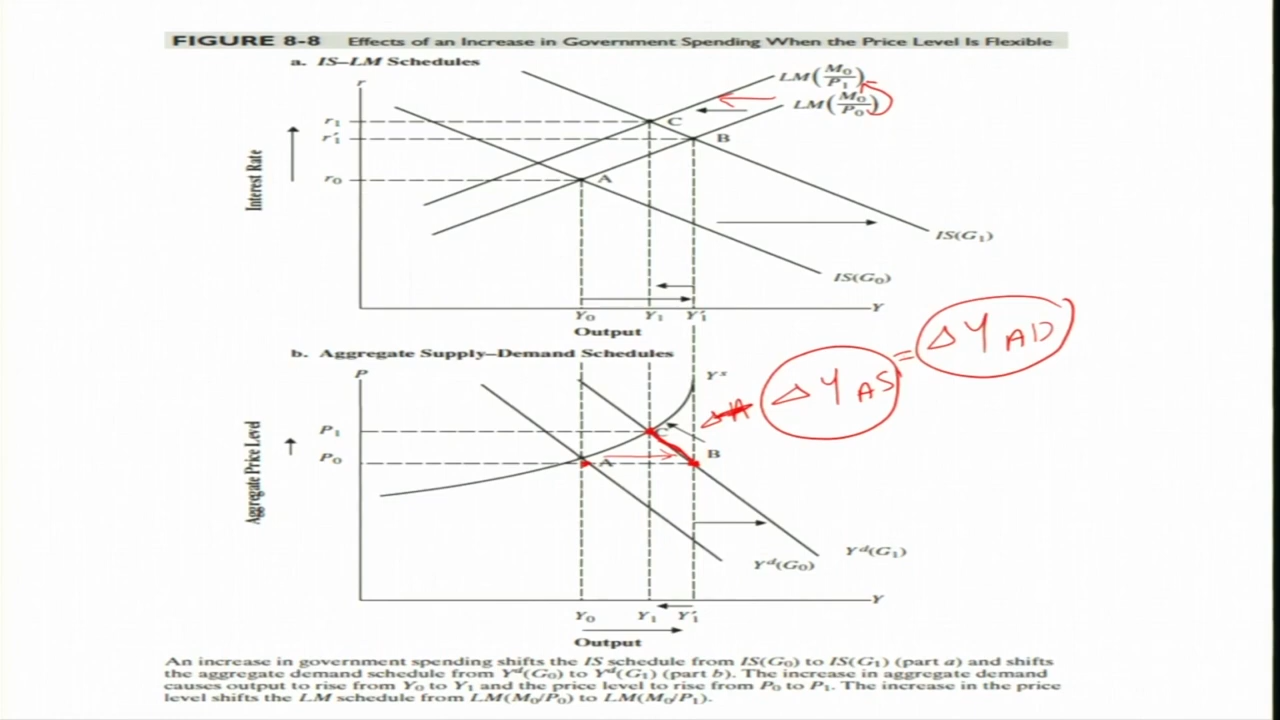 FIGURE 8-8 Effects of an Increase in Government Spending When the Price Level Is Flexible
a. IS–LM Schedules
r
LM(M₀/P₁)
LM(M₀/P₀)
r₁
C
r′₁
B
Interest Rate
r₀
A
IS(G₁)
IS(G₀)
Y₀ Y₁ Y′₁ Y
Output
b. Aggregate Supply–Demand Schedules
P
Yˢ
ΔY AS = ΔY AD
P₁
C
P₀
A
B
Aggregate Price Level
Yᵈ(G₀)
Yᵈ(G₁)
Y
Y₀ Y₁ Y′₁
Output
An increase in government spending shifts the IS schedule from IS(G₀) to IS(G₁) (part a) and shifts
the aggregate demand schedule from Yᵈ(G₀) to Yᵈ(G₁) (part b). The increase in aggregate demand
causes output to rise from Y₀ to Y₁ and the price level to rise from P₀ to P₁. The increase in the price
level shifts the LM schedule from LM(M₀/P₀) to LM(M₀/P₁).